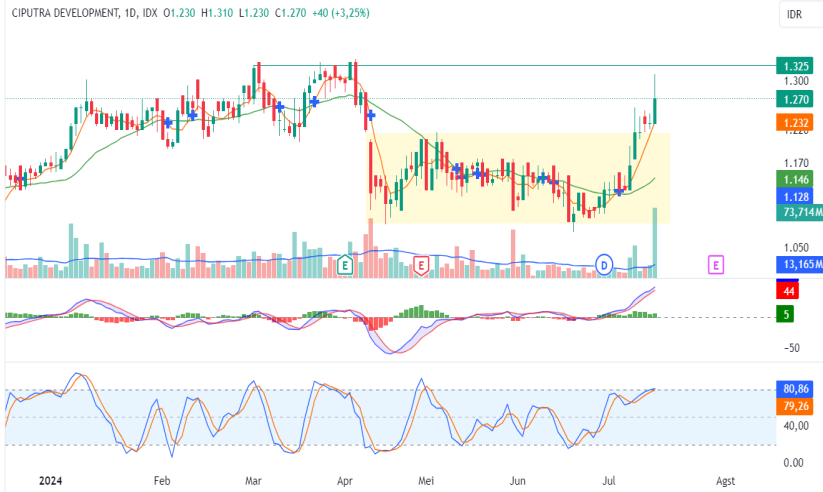 CIPUTRA DEVELOPMENT, 1D, IDX O1.230 H1.310 L1.230 C1.270 +40 (+3,25%)
IDR
1.325
1.300
1.270
1.232
1.220
1.170
1.146
1.128
73,714M
1.050
13,165M
E
E
D
E
44
5
−50
80,86
79,26
40,00
0.00
2024
Feb
Mar
Apr
Mei
Jun
Jul
Agst